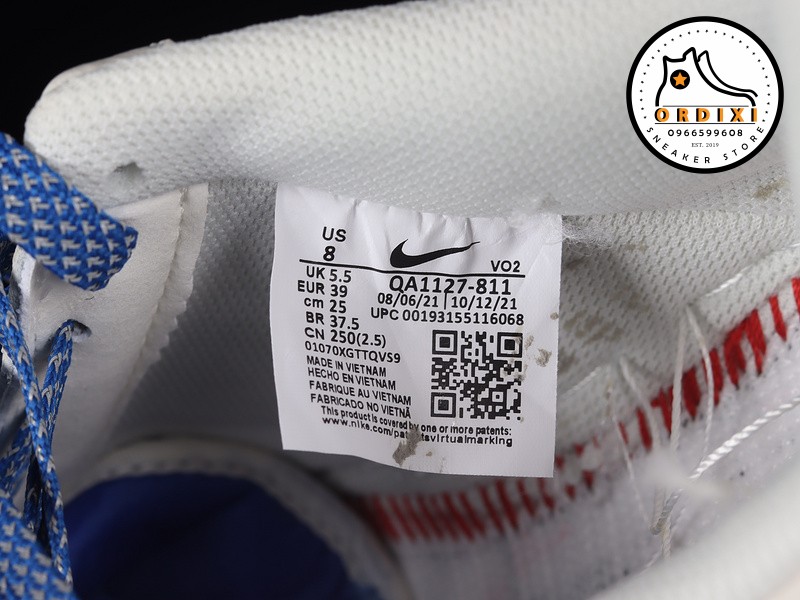 ORDIXI
0966599608
EST. 2019
SNEAKER STORE
US
8
VO2
UK 5.5
EUR 39
cm 25
BR 37.5
CN 250(2.5)
01070XGTTQVS9
QA1127-811
08/06/21 | 10/12/21
UPC 00193155116068
MADE IN VIETNAM
HECHO EN VIETNAM
FABRIQUE AU VIETNAM
FABRICADO NO VIETNÃ
This product is covered by one or more patents:
www.nike.com/patentsvirtualmarking